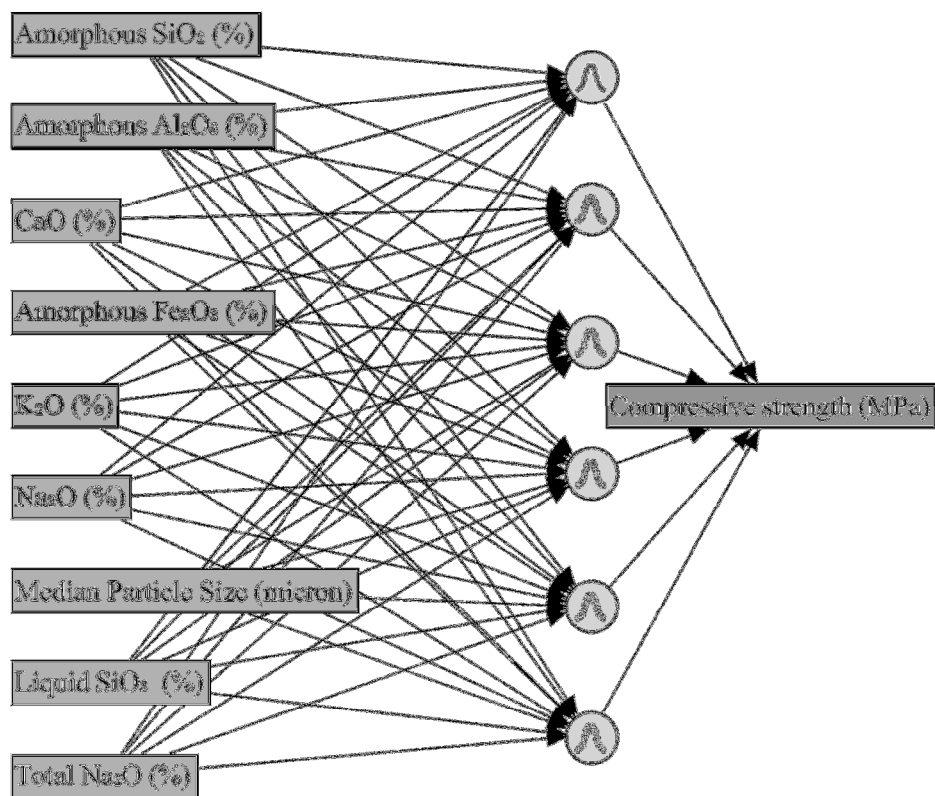 Amorphous SiO₂ (%)
Amorphous Al₂O₃ (%)
CaO (%)
Amorphous Fe₂O₃ (%)
K₂O (%)
Na₂O (%)
Median Particle Size (micron)
Liquid SiO₂ (%)
Total Na₂O (%)
Compressive strength (MPa)